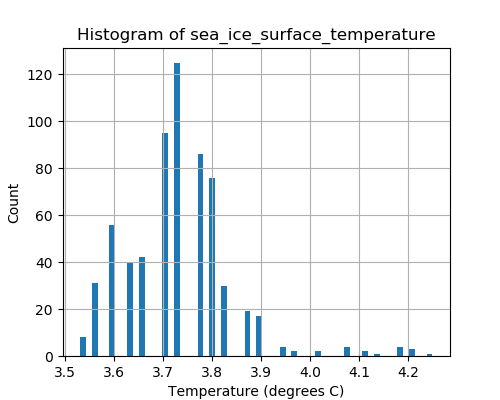 Histogram of sea_ice_surface_temperature
Count
120
100
80
60
40
20
0
3.5 3.6 3.7 3.8 3.9 4.0 4.1 4.2
Temperature (degrees C)